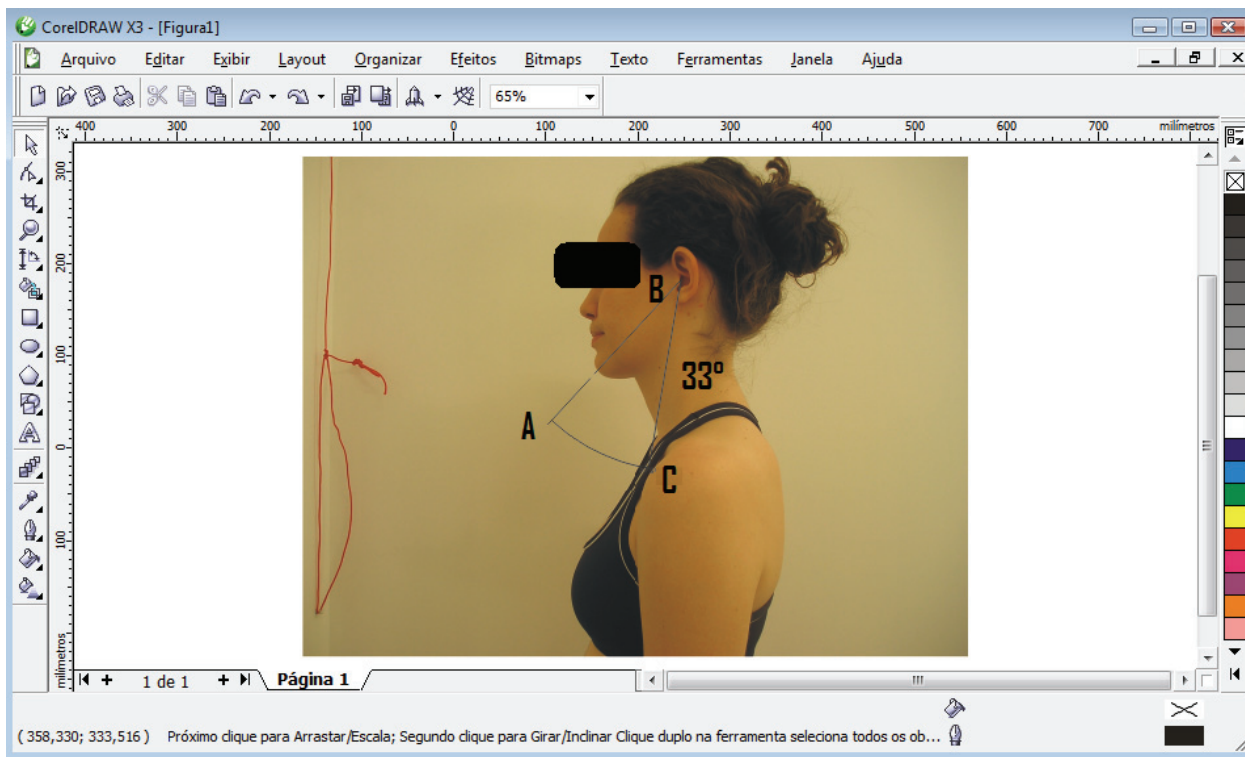 CorelDRAW X3 - [Figura1]
Arquivo Editar Exibir Layout Organizar Efeitos Bitmaps Texto Ferramentas Janela Ajuda
65%
400 300 200 100 0 100 200 300 400 500 600 700 milímetros
300
200
100
0
100
milímetros
B
33º
A
C
1 de 1 Página 1
( 358,330; 333,516 ) Próximo clique para Arrastar/Escala; Segundo clique para Girar/Inclinar Clique duplo na ferramenta seleciona todos os ob...